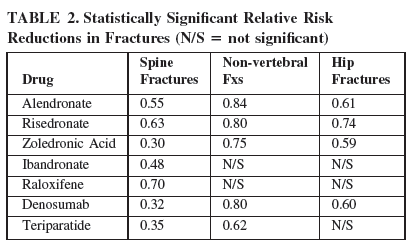 TABLE 2. Statistically Significant Relative Risk
Reductions in Fractures (N/S = not significant)
Drug Spine Fractures Non-vertebral Fxs Hip Fractures
Alendronate 0.55 0.84 0.61
Risedronate 0.63 0.80 0.74
Zoledronic Acid 0.30 0.75 0.59
Ibandronate 0.48 N/S N/S
Raloxifene 0.70 N/S N/S
Denosumab 0.32 0.80 0.60
Teriparatide 0.35 0.62 N/S